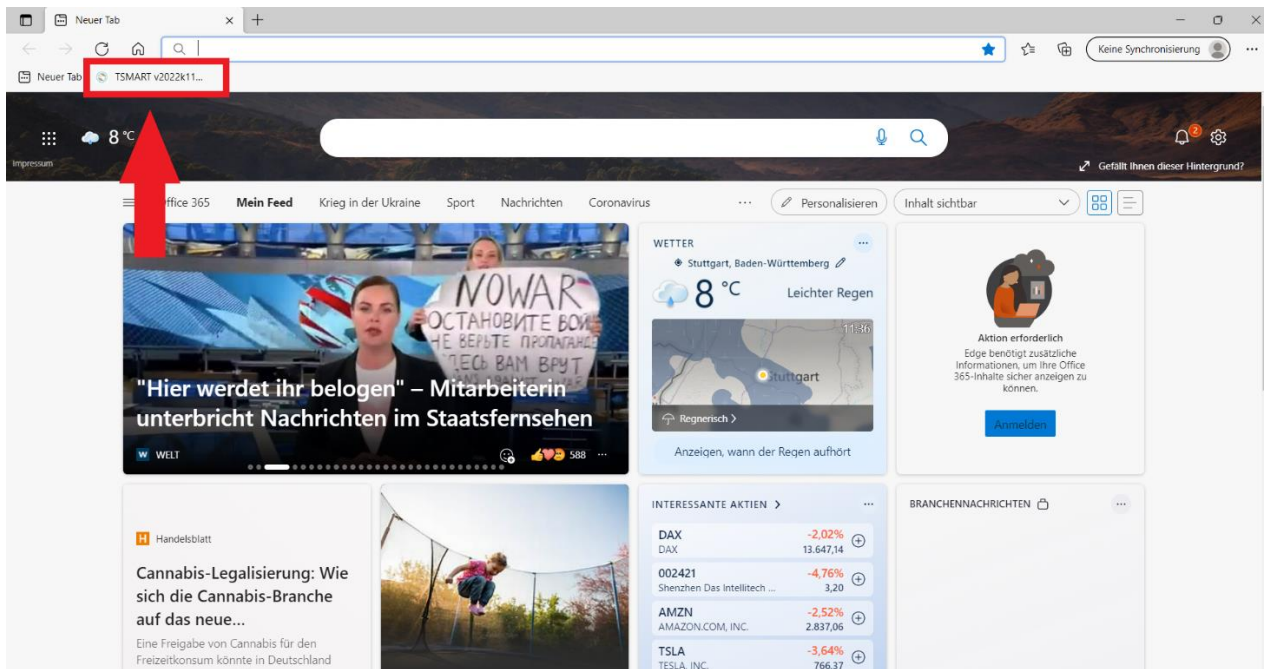 Neuer Tab
Keine Synchronisierung
Neuer Tab
TSMART v2022k11...
8 °C
2
Impressum
Gefällt Ihnen dieser Hintergrund?
Office 365
Mein Feed
Krieg in der Ukraine
Sport
Nachrichten
Coronavirus
...
Personalisieren
Inhalt sichtbar
NO WAR
ОСТАНОВИТЕ ВОЙ
НЕ ВЕРЬТЕ ПРОПАГАНДЕ
ЗДЕСЬ ВАМ ВРУТ
"Hier werdet ihr belogen" – Mitarbeiterin
unterbricht Nachrichten im Staatsfernsehen
W WELT
588
WETTER
Stuttgart, Baden-Württemberg
8 °C
Leichter Regen
11:36
Stuttgart
Regnerisch >
Anzeigen, wann der Regen aufhört
Aktion erforderlich
Edge benötigt zusätzliche
Informationen, um Ihre Office
365-Inhalte sicher anzeigen zu
können.
Anmelden
H Handelsblatt
Cannabis-Legalisierung: Wie
sich die Cannabis-Branche
auf das neue...
Eine Freigabe von Cannabis für den
Freizeitkonsum könnte in Deutschland
INTERESSANTE AKTIEN >
DAX -2,02%
DAX 13.647,14
002421 -4,76%
Shenzhen Das Intellitech ... 3,20
AMZN -2,52%
AMAZON.COM, INC. 2.837,06
TSLA -3,64%
TESLA, INC. 766,37
BRANCHENNACHRICHTEN